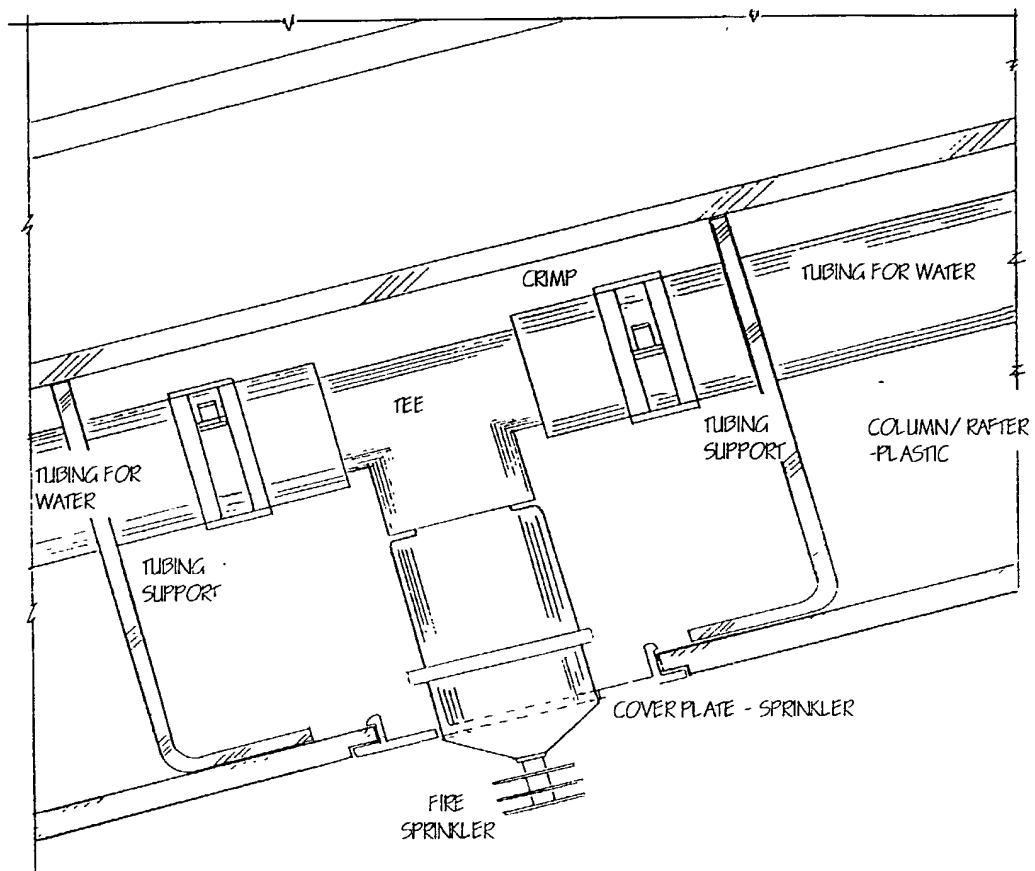 CRIMP
TUBING FOR WATER
TEE
TUBING
SUPPORT
COLUMN/ RAFTER
-PLASTIC
TUBING FOR
WATER
TUBING
SUPPORT
COVER PLATE - SPRINKLER
FIRE
SPRINKLER